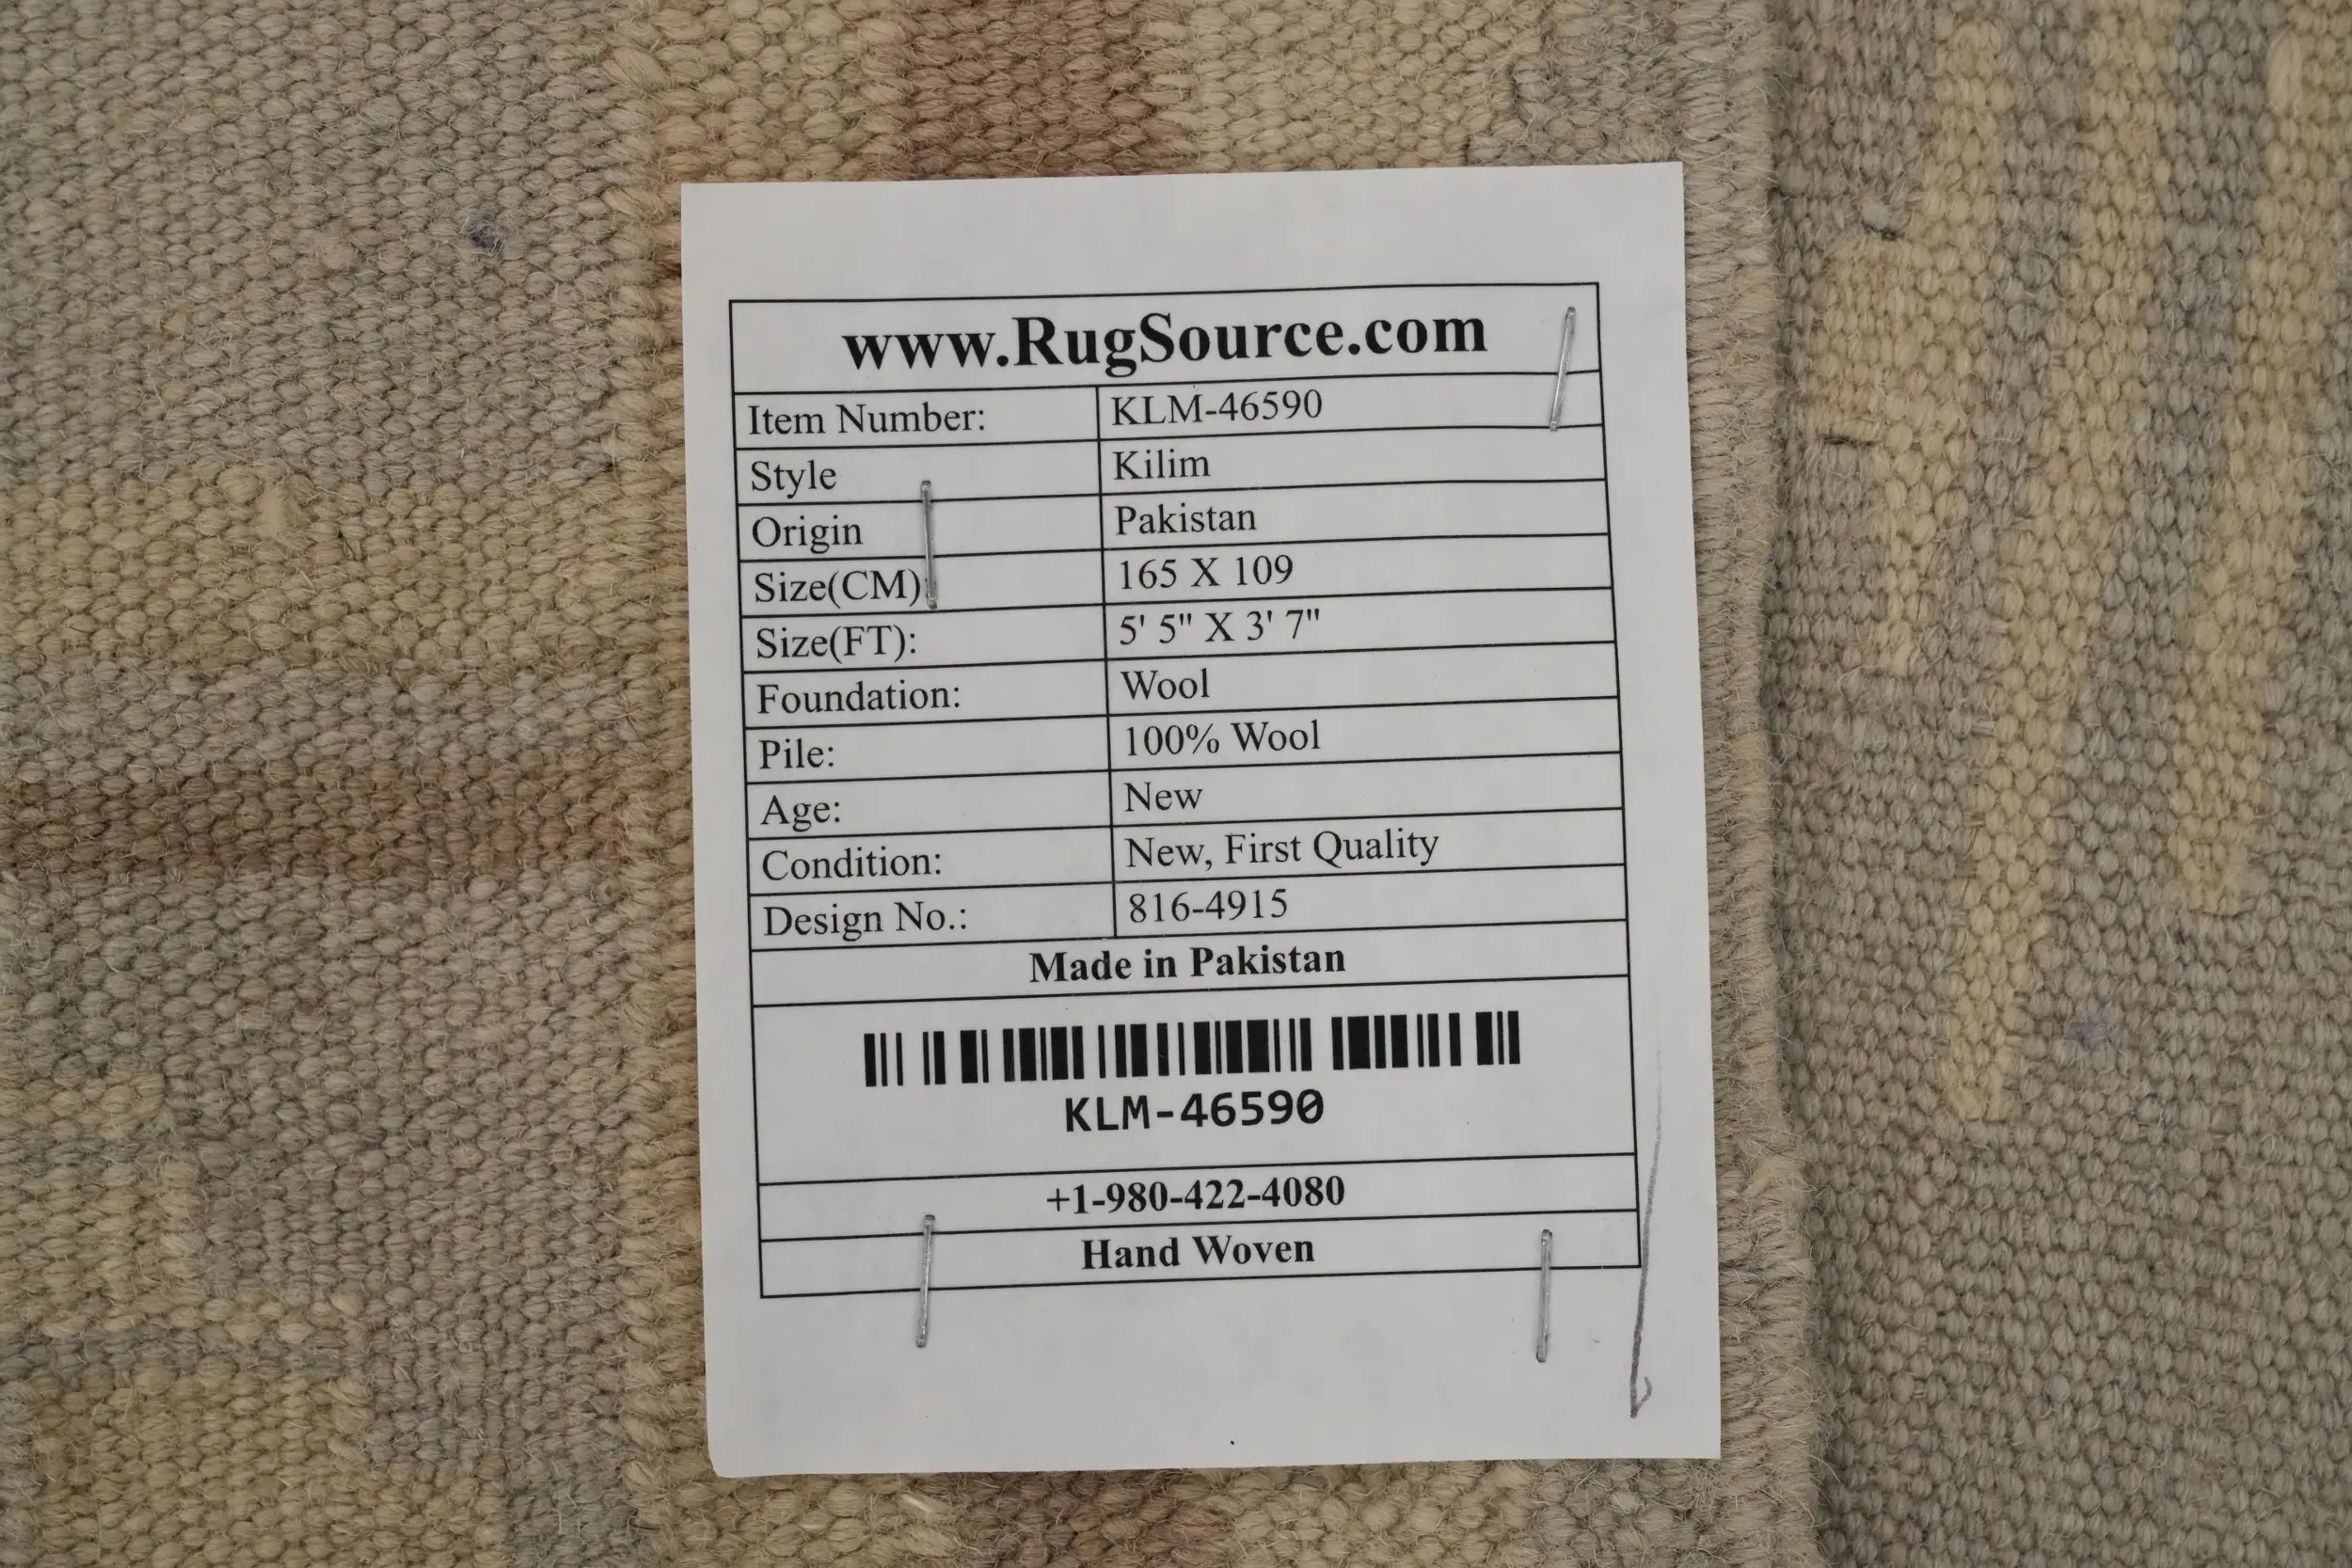 www.RugSource.com
Item Number: KLM-46590
Style Kilim
Origin Pakistan
Size(CM): 165 X 109
Size(FT): 5' 5" X 3' 7"
Foundation: Wool
Pile: 100% Wool
Age: New
Condition: New, First Quality
Design No.: 816-4915
Made in Pakistan
KLM-46590
+1-980-422-4080
Hand Woven